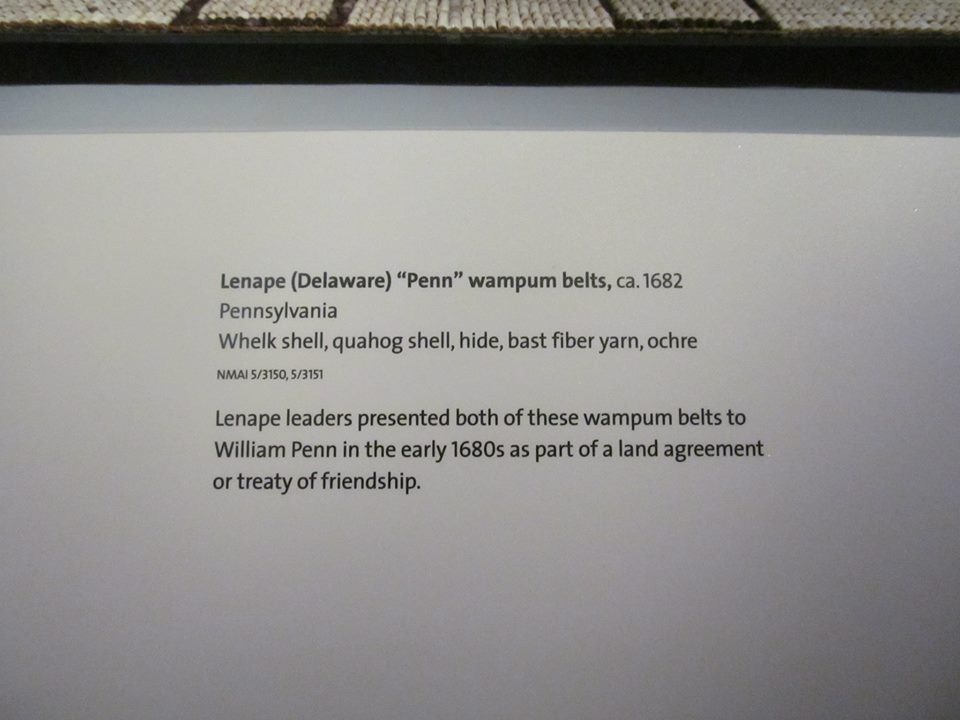 Lenape (Delaware) “Penn” wampum belts, ca. 1682
Pennsylvania
Whelk shell, quahog shell, hide, bast fiber yarn, ochre
NMAI 5/3150, 5/3151
Lenape leaders presented both of these wampum belts to
William Penn in the early 1680s as part of a land agreement
or treaty of friendship.